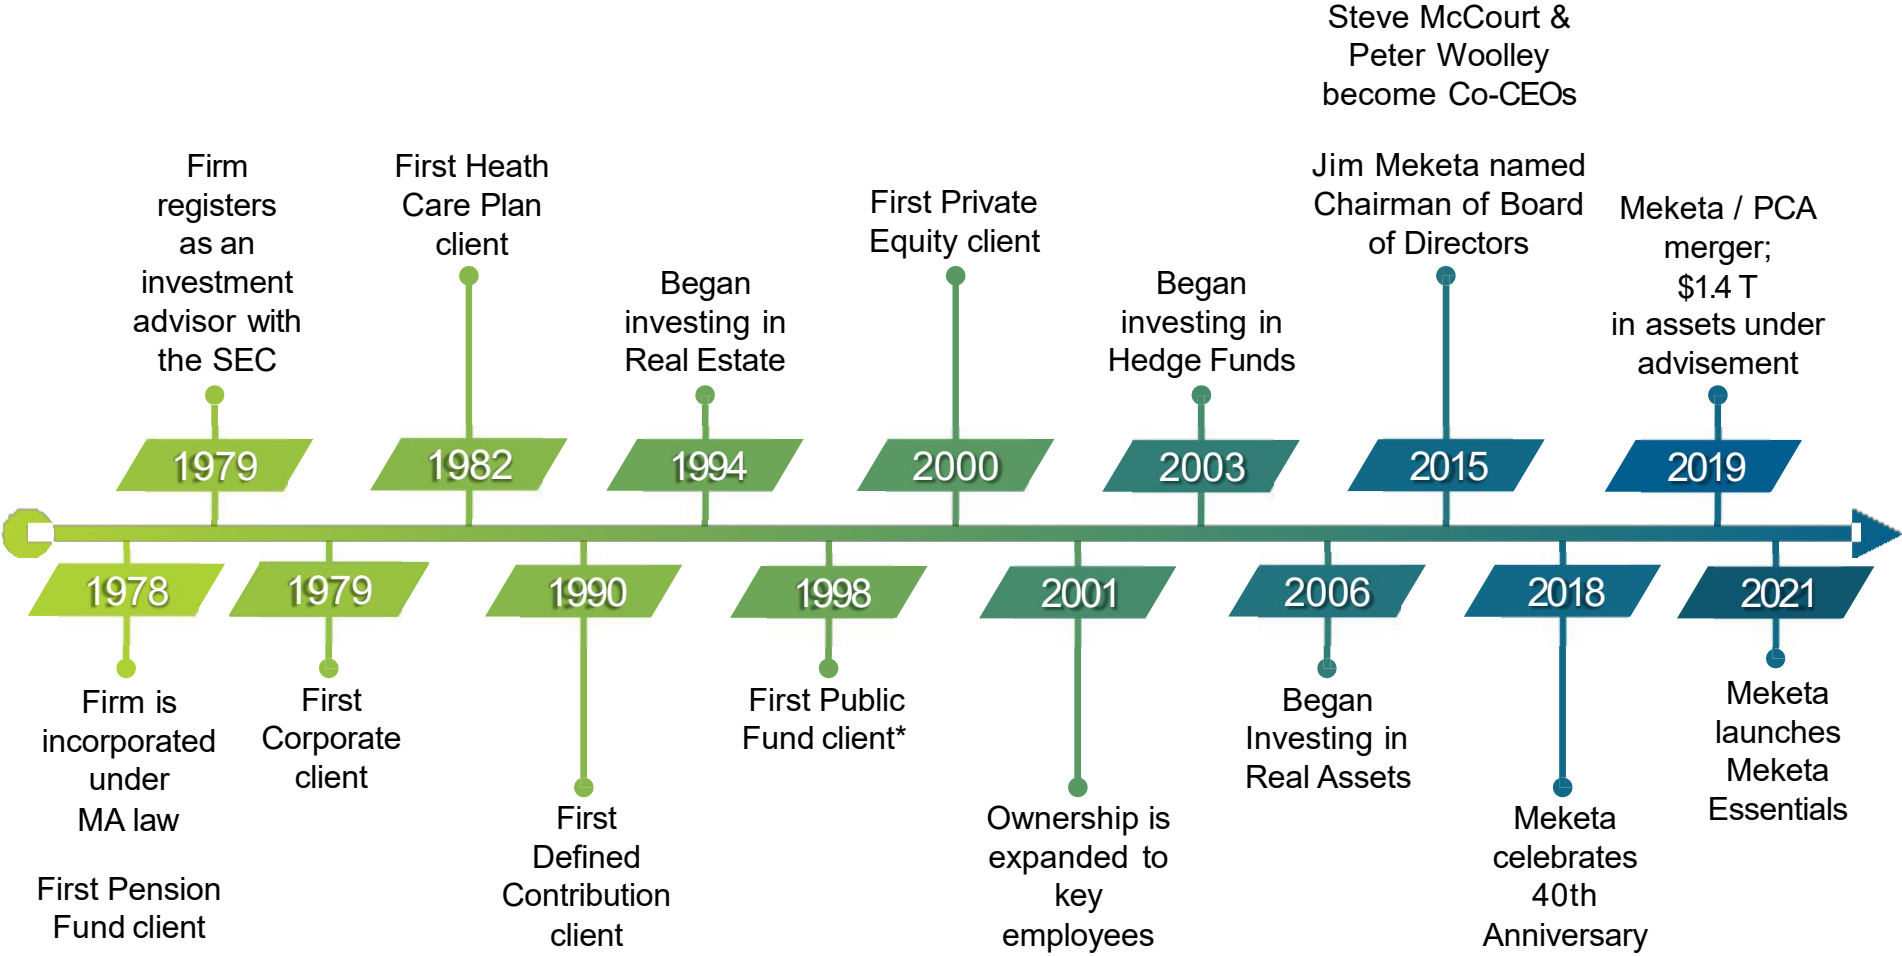 Steve McCourt &
Peter Woolley
become Co-CEOs
Firm
registers
as an
investment
advisor with
the SEC
First Heath
Care Plan
client
Began
investing in
Real Estate
First Private
Equity client
Began
investing in
Hedge Funds
Jim Meketa named
Chairman of Board
of Directors
Meketa / PCA
merger;
$1.4 T
in assets under
advisement
1979
1982
1994
2000
2003
2015
2019
1978
1979
1990
1998
2001
2006
2018
2021
Firm is
incorporated
under
MA law
First Pension
Fund client
First
Corporate
client
First
Defined
Contribution
client
First Public
Fund client*
Ownership is
expanded to
key
employees
Began
Investing in
Real Assets
Meketa
celebrates
40th
Anniversary
Meketa
launches
Meketa
Essentials